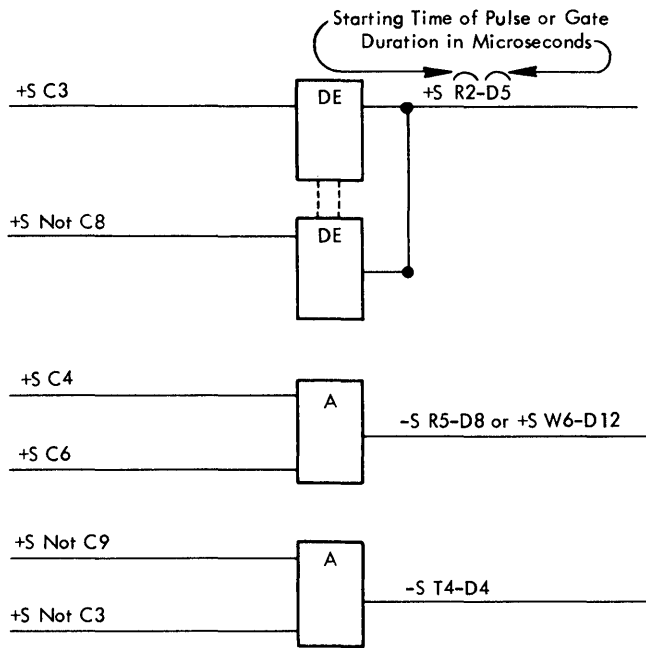 Starting Time of Pulse or Gate
Duration in Microseconds
+S C3
DE
+S R2-D5
+S Not C8
DE
+S C4
A
-S R5-D8 or +S W6-D12
+S C6
+S Not C9
A
-S T4-D4
+S Not C3